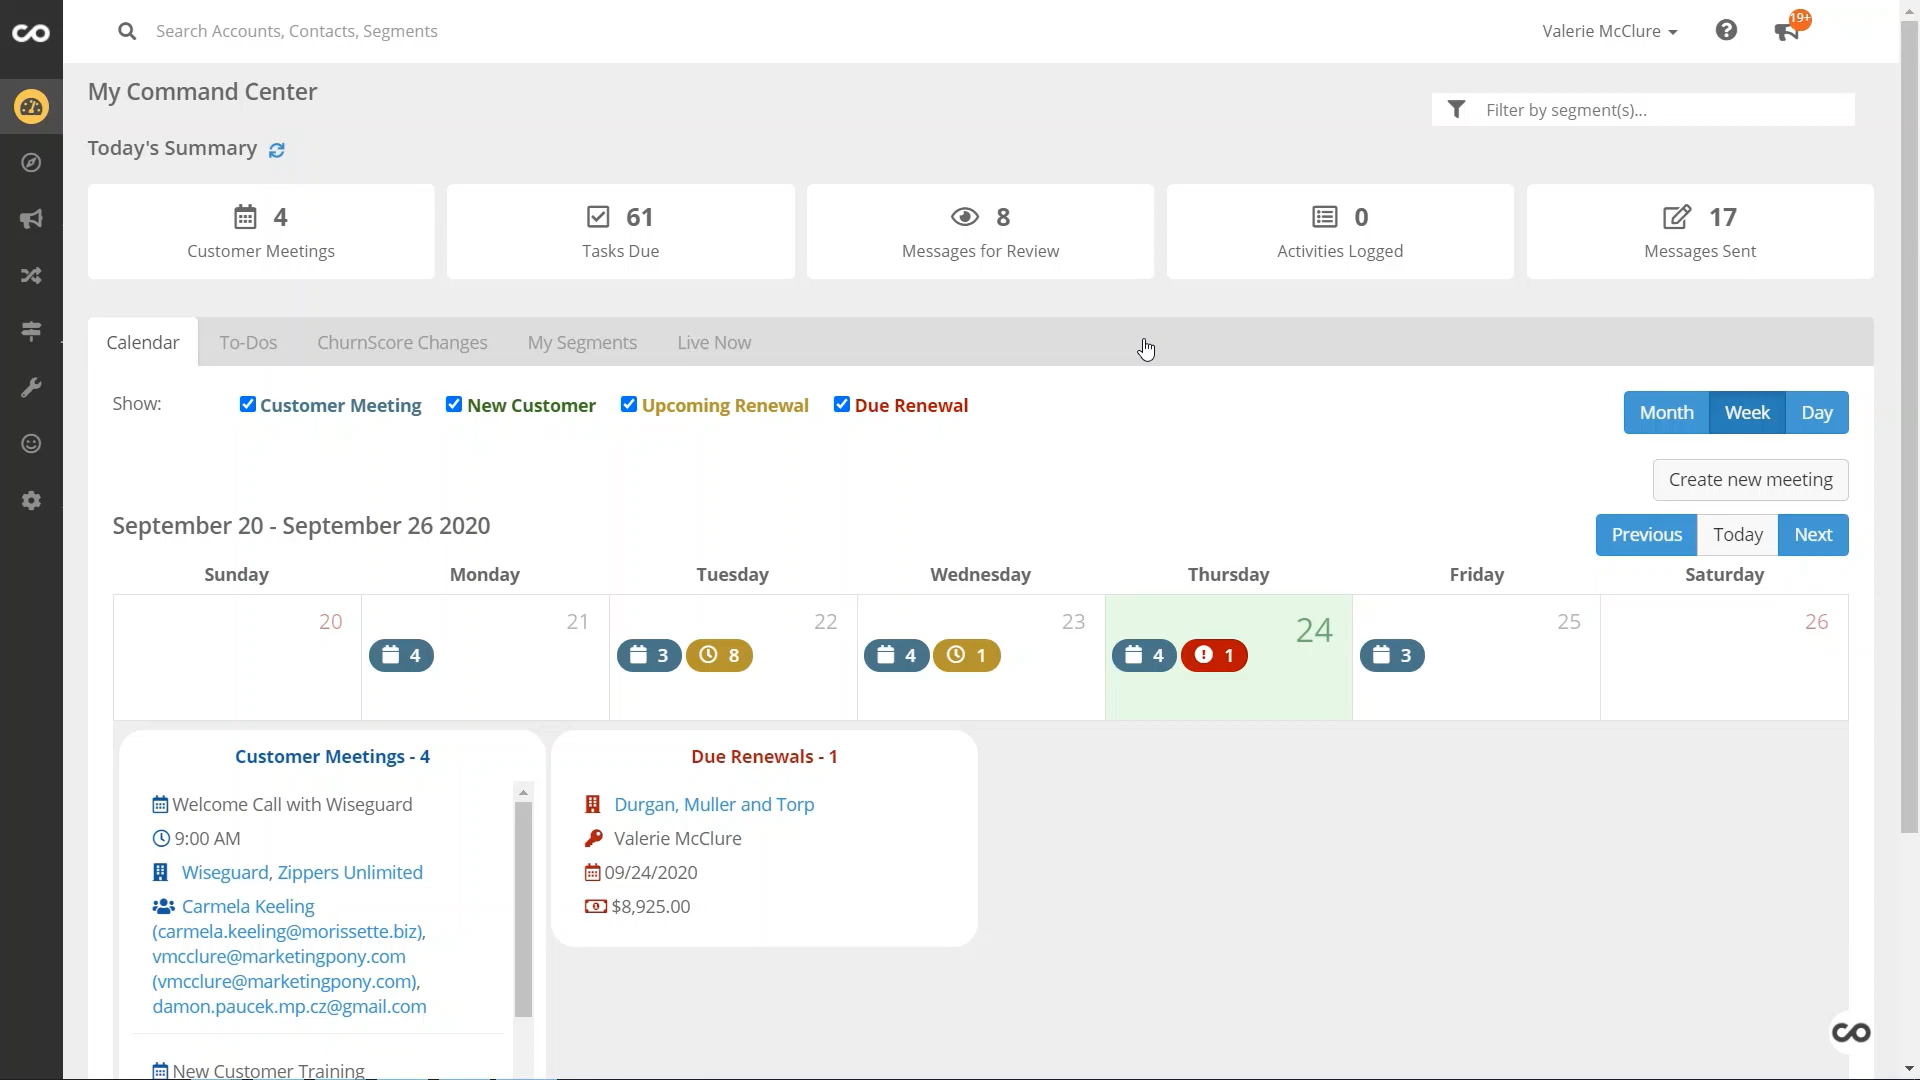 Search Accounts, Contacts, Segments
Valerie McClure
19+
My Command Center
Filter by segment(s)...
Today's Summary
4
Customer Meetings
61
Tasks Due
8
Messages for Review
0
Activities Logged
17
Messages Sent
Calendar To-Dos ChurnScore Changes My Segments Live Now
Show: Customer Meeting New Customer Upcoming Renewal Due Renewal
Month Week Day
Create new meeting
September 20 - September 26 2020
Previous Today Next
Sunday Monday Tuesday Wednesday Thursday Friday Saturday
20 21 22 23 24 25 26
4 3 8 4 1 4 1 3
Customer Meetings - 4
Welcome Call with Wiseguard
9:00 AM
Wiseguard, Zippers Unlimited
Carmela Keeling
(carmela.keeling@morissette.biz),
vmcclure@marketingpony.com
(vmcclure@marketingpony.com),
damon.paucek.mp.cz@gmail.com
New Customer Training
Due Renewals - 1
Durgan, Muller and Torp
Valerie McClure
09/24/2020
$8,925.00